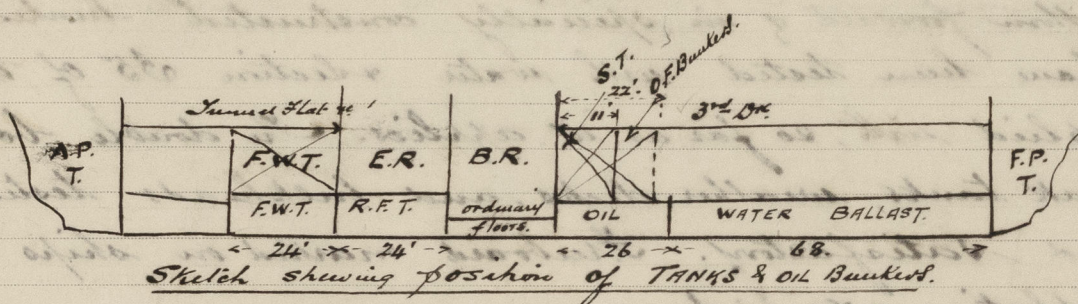 S.T.
O.F. Bunkers.
22'
11'
Tunnel Flat
3rd Dk.
A.P.
T.
F.W.T.
E.R.
B.R.
F.P.
T.
F.W.T.
R.F.T.
ordinary
floors.
OIL
WATER BALLAST.
24'
24'
26
68.
Sketch shewing position of TANKS & OIL Bunkers.